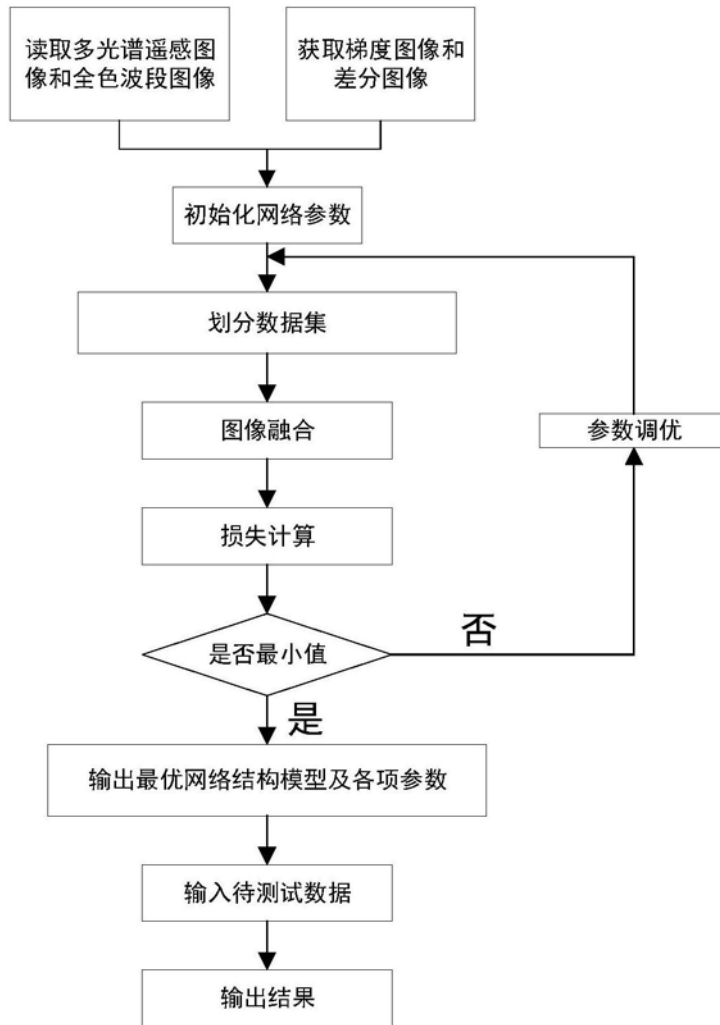 读取多光谱遥感图
像和全色波段图像
获取梯度图像和
差分图像
初始化网络参数
划分数据集
图像融合
参数调优
损失计算
是否最小值
否
是
输出最优网络结构模型及各项参数
输入待测试数据
输出结果